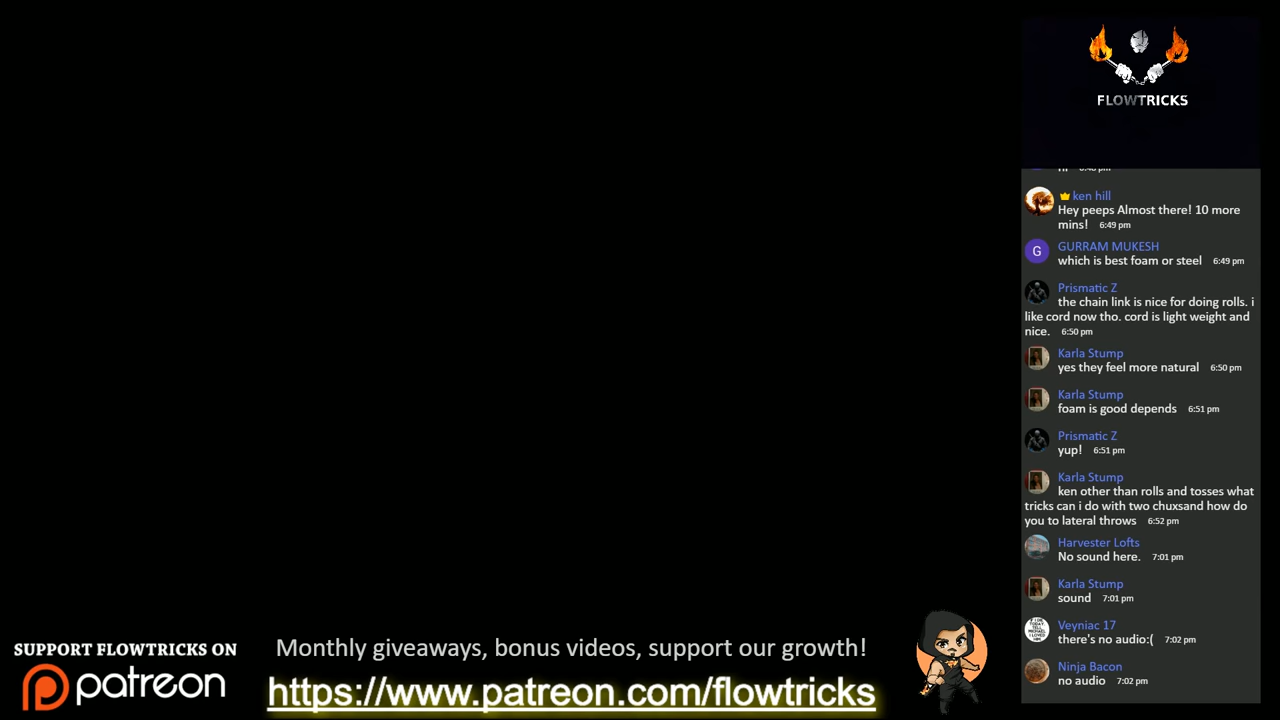 FLOWTRICKS
ken hill
Hey peeps Almost there! 10 more
mins! 6:49 pm
G
GURRAM MUKESH
which is best foam or steel 6:49 pm
Prismatic Z
the chain link is nice for doing rolls. i
like cord now tho. cord is light weight and
nice. 6:50 pm
Karla Stump
yes they feel more natural 6:50 pm
Karla Stump
foam is good depends 6:51 pm
Prismatic Z
yup! 6:51 pm
Karla Stump
ken other than rolls and tosses what
tricks can i do with two chuxsand how do
you to lateral throws 6:52 pm
Harvester Lofts
No sound here. 7:01 pm
Karla Stump
sound 7:01 pm
Veyniac 17
there's no audio:( 7:02 pm
Ninja Bacon
no audio 7:02 pm
SUPPORT FLOWTRICKS ON
patreon
Monthly giveaways, bonus videos, support our growth!
https://www.patreon.com/flowtricks